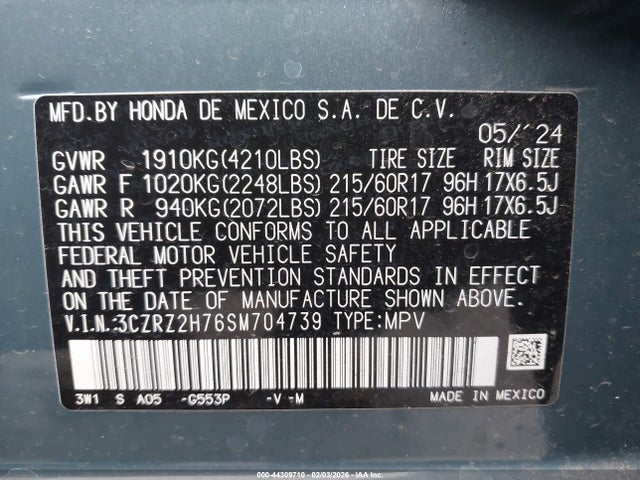 MFD.BY HONDA DE MEXICO S.A. DE C.V.
05/ '24
GVWR 1910KG(4210LBS) TIRE SIZE RIM SIZE
GAWR F 1020KG(2248LBS) 215/60R17 96H 17X6.5J
GAWR R 940KG(2072LBS) 215/60R17 96H 17X6.5J
THIS VEHICLE CONFORMS TO ALL APPLICABLE
FEDERAL MOTOR VEHICLE SAFETY
AND THEFT PREVENTION STANDARDS IN EFFECT
ON THE DATE OF MANUFACTURE SHOWN ABOVE.
V.I.N.:3CZRZ2H76SM704739 TYPE:MPV
3W1 S A05 -G553P -V -M
MADE IN MEXICO
000-44309710 - 02/03/2026 - IAA Inc.